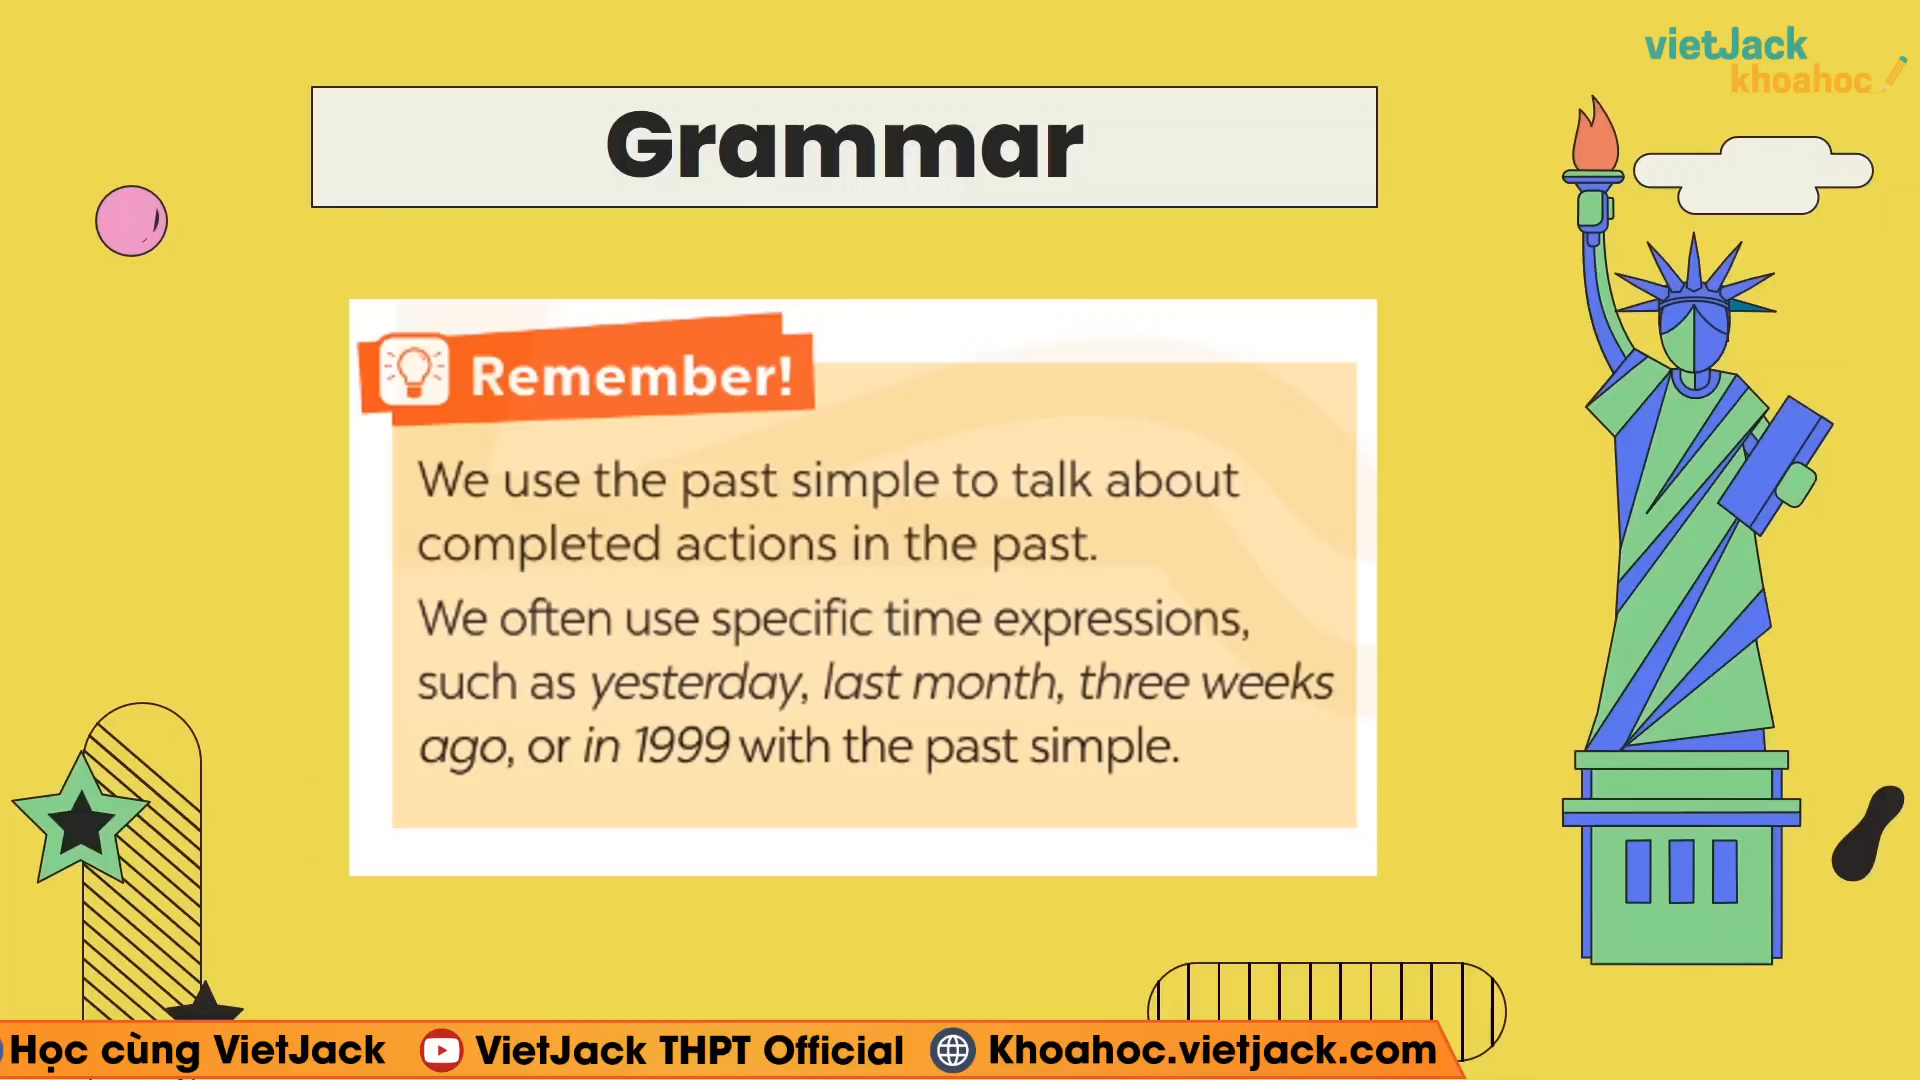 vietJack
khoahoc
Grammar
Remember!
We use the past simple to talk about
completed actions in the past.
We often use specific time expressions,
such as yesterday, last month, three weeks
ago, or in 1999 with the past simple.
Học cùng VietJack VietJack THPT Official Khoahoc.vietjack.com